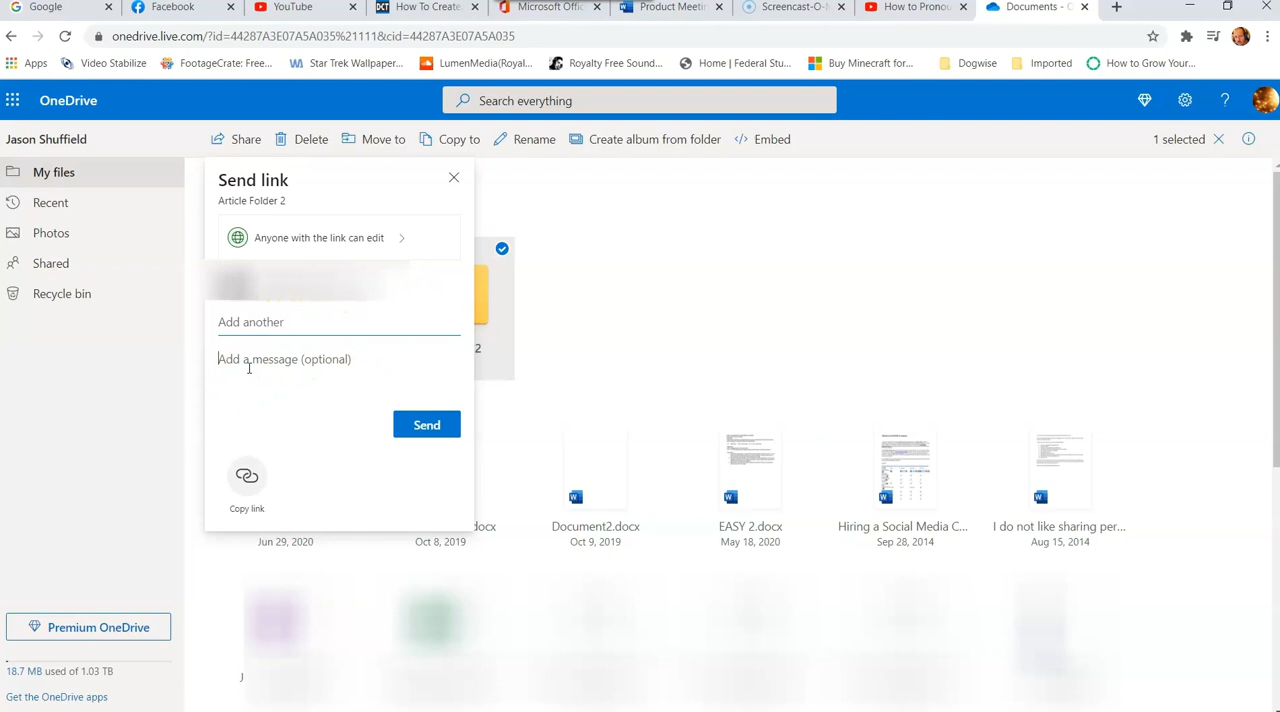 Google
Facebook
YouTube
How To Create
Microsoft Offic
Product Meeti
Screencast-O-M
How to Pronou
Documents - O
onedrive.live.com/?id=44287A3E07A5A035%21111&cid=44287A3E07A5A035
Apps
Video Stabilize
FootageCrate: Free...
Star Trek Wallpaper...
LumenMedia(Royal...
Royalty Free Sound...
Home | Federal Stu...
Buy Minecraft for...
Dogwise
Imported
How to Grow Your...
OneDrive
Search everything
Jason Shuffield
Share
Delete
Move to
Copy to
Rename
Create album from folder
Embed
1 selected
My files
Recent
Photos
Shared
Recycle bin
Send link
Article Folder 2
Anyone with the link can edit
Add another
Add a message (optional)
Send
Copy link
2
docx
Document2.docx
EASY 2.docx
Hiring a Social Media C...
I do not like sharing per...
Jun 29, 2020
Oct 8, 2019
Oct 9, 2019
May 18, 2020
Sep 28, 2014
Aug 15, 2014
Premium OneDrive
18.7 MB used of 1.03 TB
Get the OneDrive apps